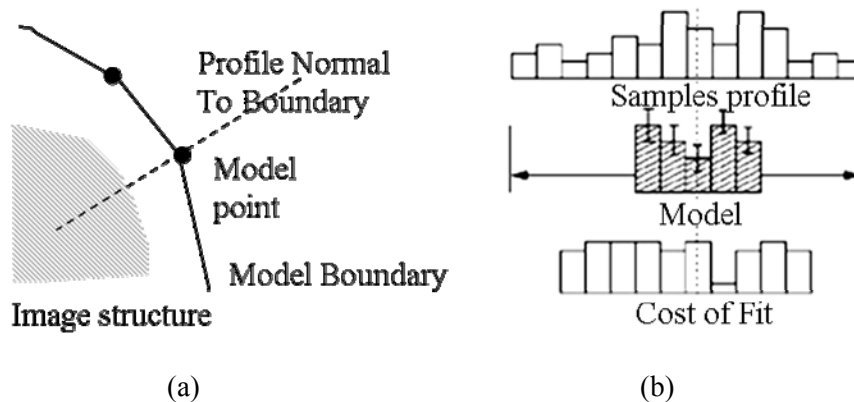 Profile Normal
To Boundary
Model
point
Model Boundary
Image structure
(a)
Samples profile
Model
Cost of Fit
(b)